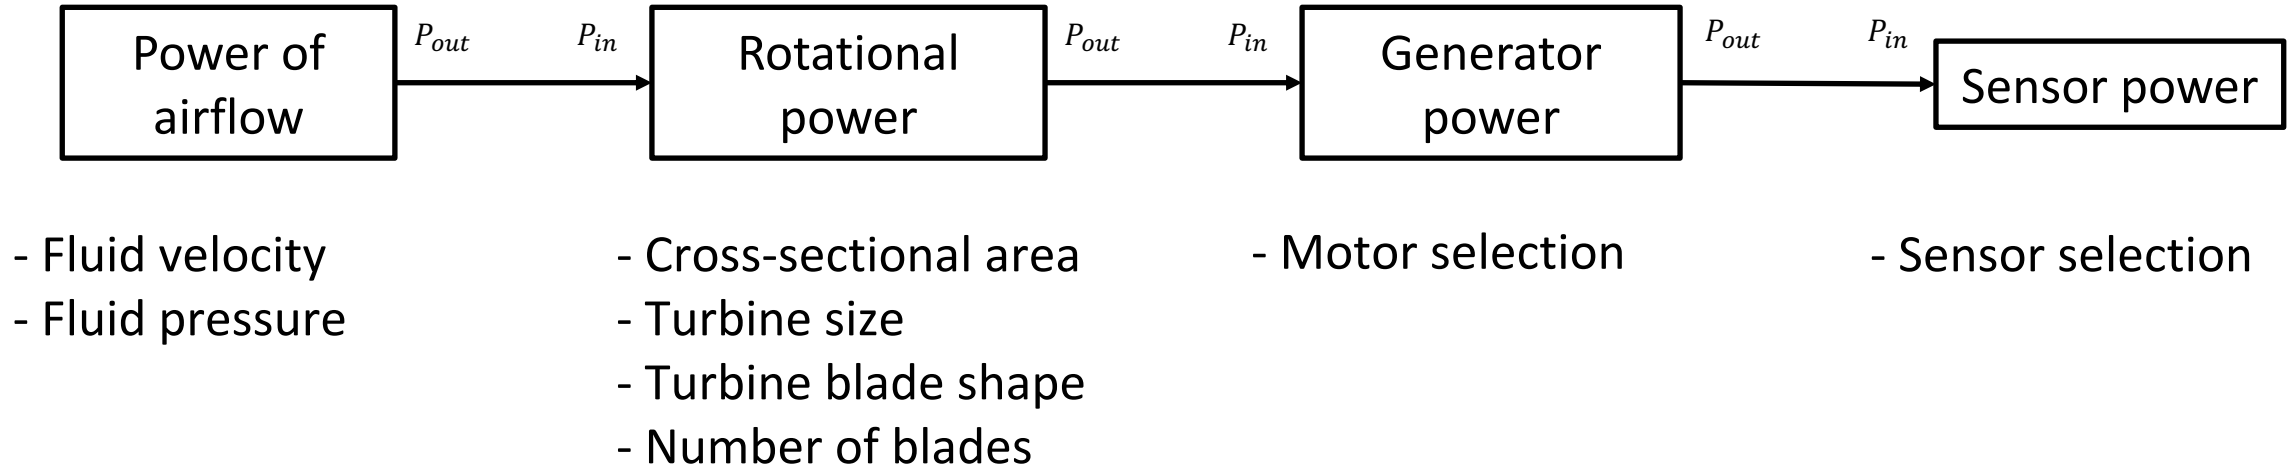 Power of
airflow
P_out
P_in
Rotational
power
P_out
P_in
Generator
power
P_out
P_in
Sensor power
- Fluid velocity
- Fluid pressure
- Cross-sectional area
- Turbine size
- Turbine blade shape
- Number of blades
- Motor selection
- Sensor selection